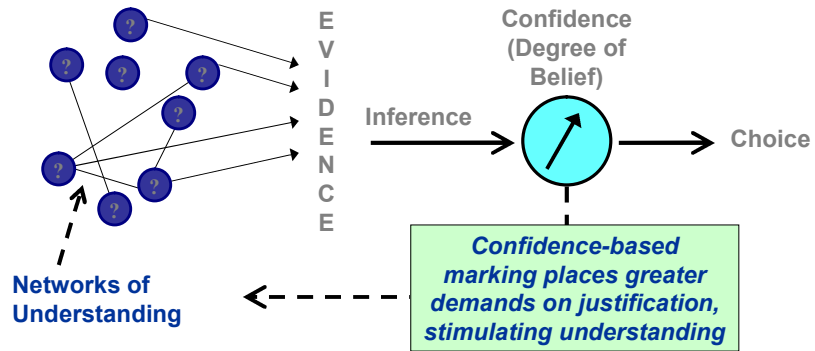 ?
?
?
?
?
?
?
?
E
V
I
D
E
N
C
E
Inference
Confidence
(Degree of
Belief)
Choice
Confidence-based
marking places greater
demands on justification,
stimulating understanding
Networks of
Understanding